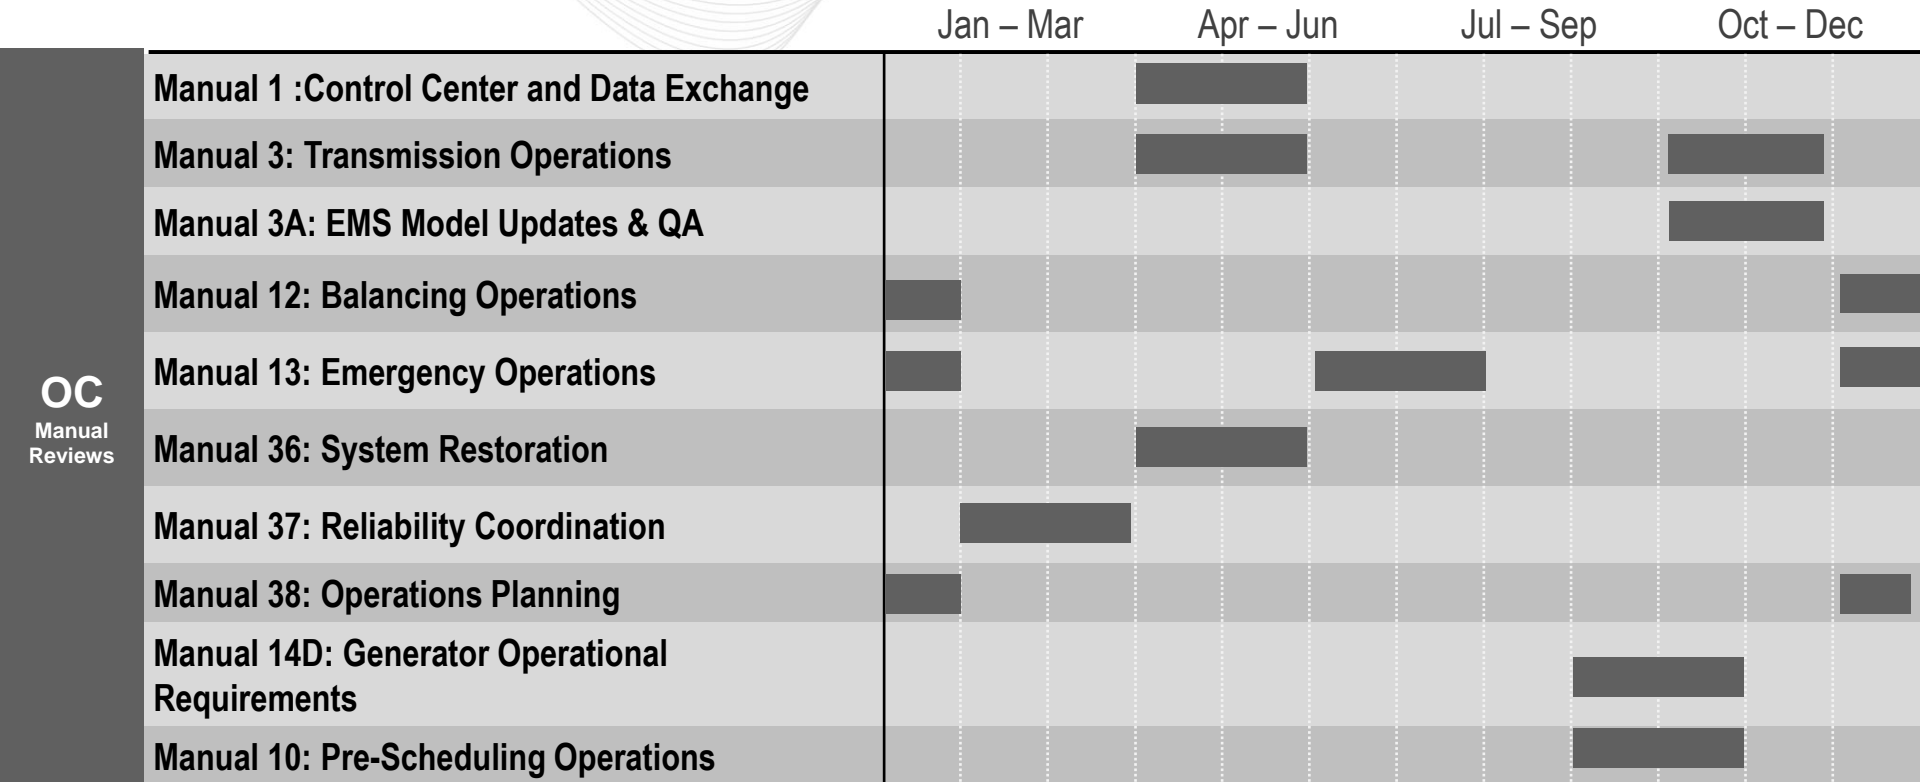 Jan – Mar Apr – Jun Jul – Sep Oct – Dec
Manual 1 :Control Center and Data Exchange
Manual 3: Transmission Operations
Manual 3A: EMS Model Updates & QA
Manual 12: Balancing Operations
Manual 13: Emergency Operations
OC
Manual
Reviews
Manual 36: System Restoration
Manual 37: Reliability Coordination
Manual 38: Operations Planning
Manual 14D: Generator Operational
Requirements
Manual 10: Pre-Scheduling Operations